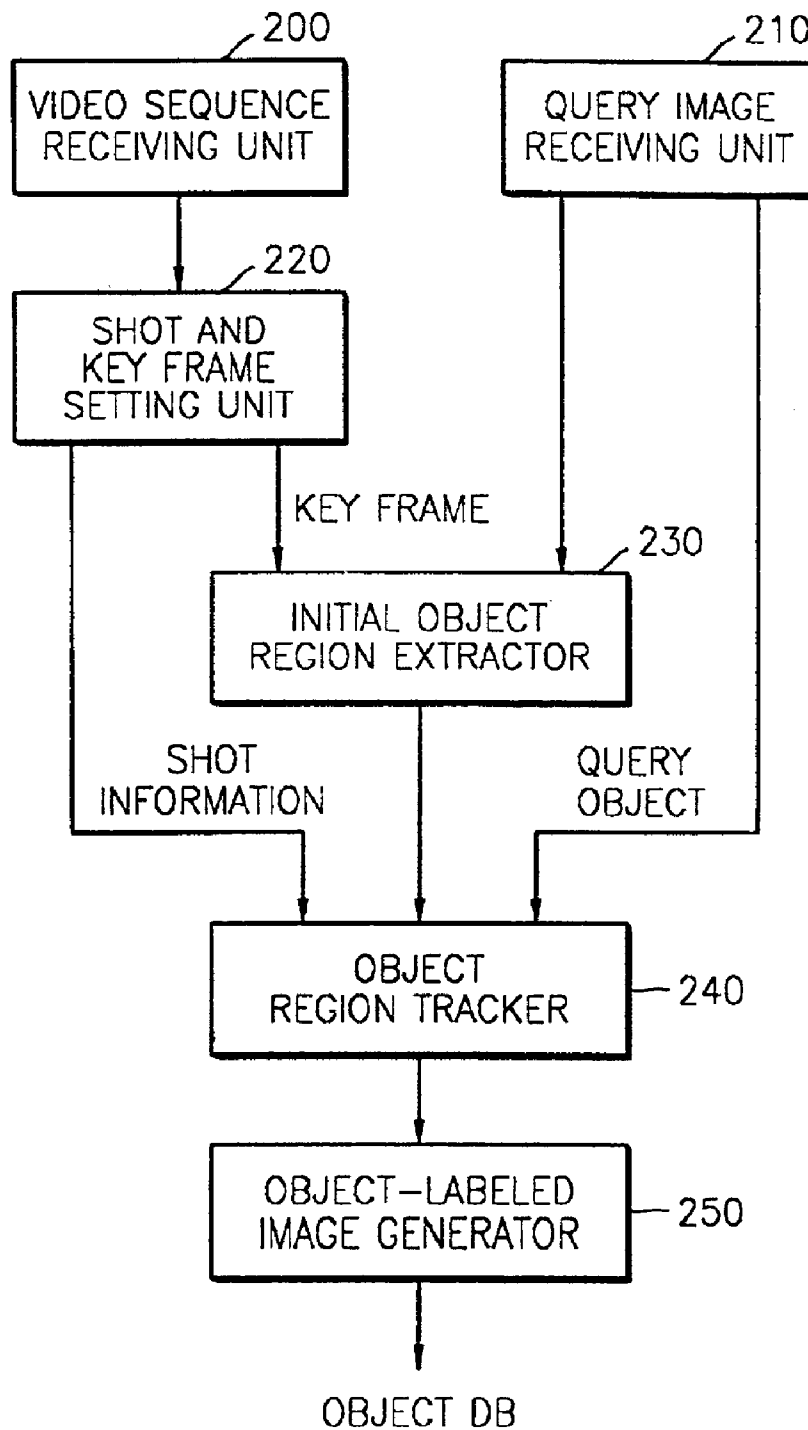 200
VIDEO SEQUENCE
RECEIVING UNIT
210
QUERY IMAGE
RECEIVING UNIT
220
SHOT AND
KEY FRAME
SETTING UNIT
KEY FRAME
230
INITIAL OBJECT
REGION EXTRACTOR
SHOT
INFORMATION
QUERY
OBJECT
OBJECT
REGION TRACKER
240
OBJECT-LABELED
IMAGE GENERATOR
250
OBJECT DB